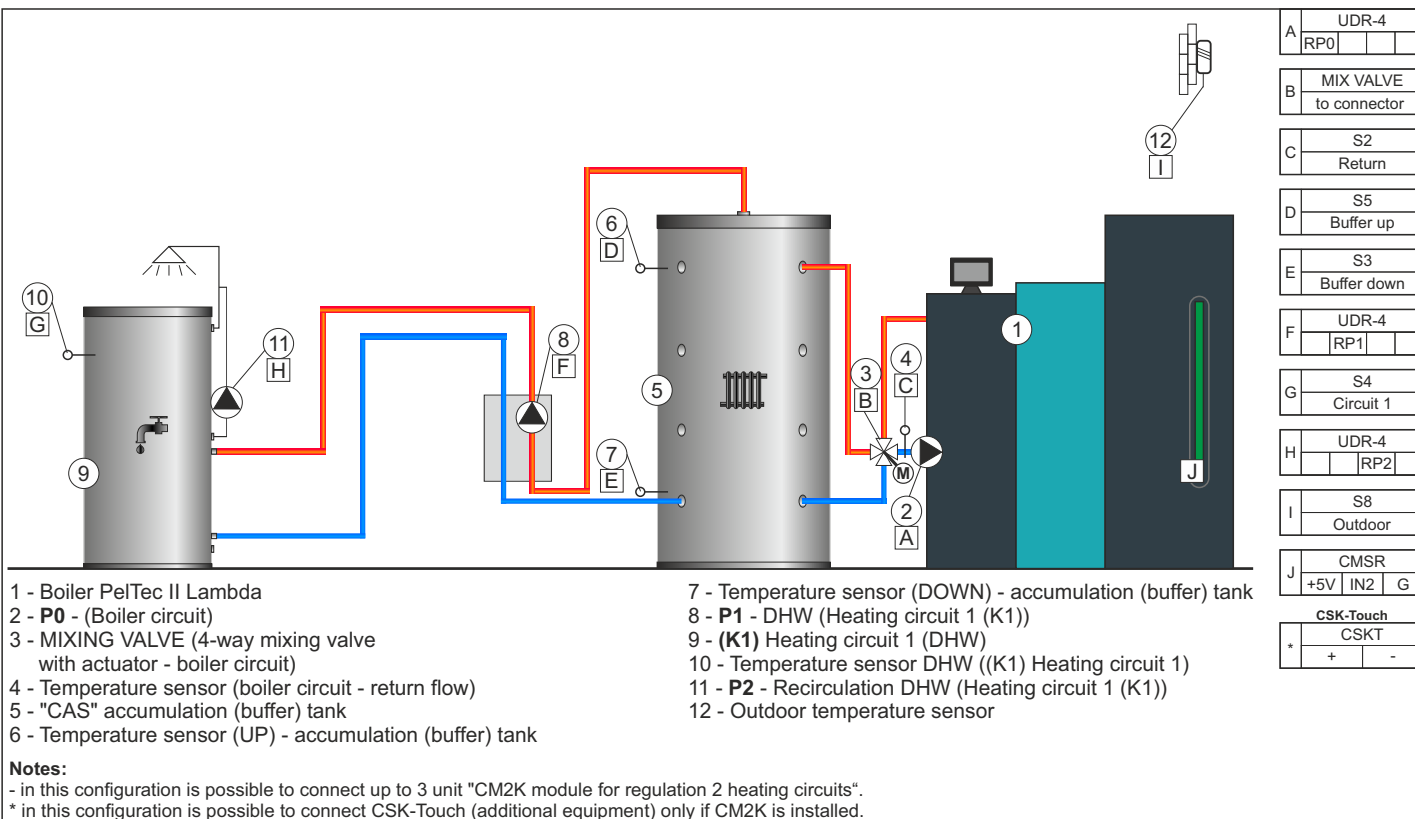 12
I
6
D
10
G
11
H
8
F
5
7
E
3
B
4
C
M
2
A
1
J
9
A UDR-4
RP0
B MIX VALVE
to connector
C S2
Return
D S5
Buffer up
E S3
Buffer down
F UDR-4
RP1
G S4
Circuit 1
H UDR-4
RP2
I S8
Outdoor
J CMSR
+5V IN2 G
CSK-Touch
* CSKT
+ -
1 - Boiler PelTec II Lambda
2 - P0 - (Boiler circuit)
3 - MIXING VALVE (4-way mixing valve
with actuator - boiler circuit)
4 - Temperature sensor (boiler circuit - return flow)
5 - "CAS" accumulation (buffer) tank
6 - Temperature sensor (UP) - accumulation (buffer) tank
7 - Temperature sensor (DOWN) - accumulation (buffer) tank
8 - P1 - DHW (Heating circuit 1 (K1))
9 - (K1) Heating circuit 1 (DHW)
10 - Temperature sensor DHW ((K1) Heating circuit 1)
11 - P2 - Recirculation DHW (Heating circuit 1 (K1))
12 - Outdoor temperature sensor
Notes:
- in this configuration is possible to connect up to 3 unit "CM2K module for regulation 2 heating circuits“.
* in this configuration is possible to connect CSK-Touch (additional equipment) only if CM2K is installed.